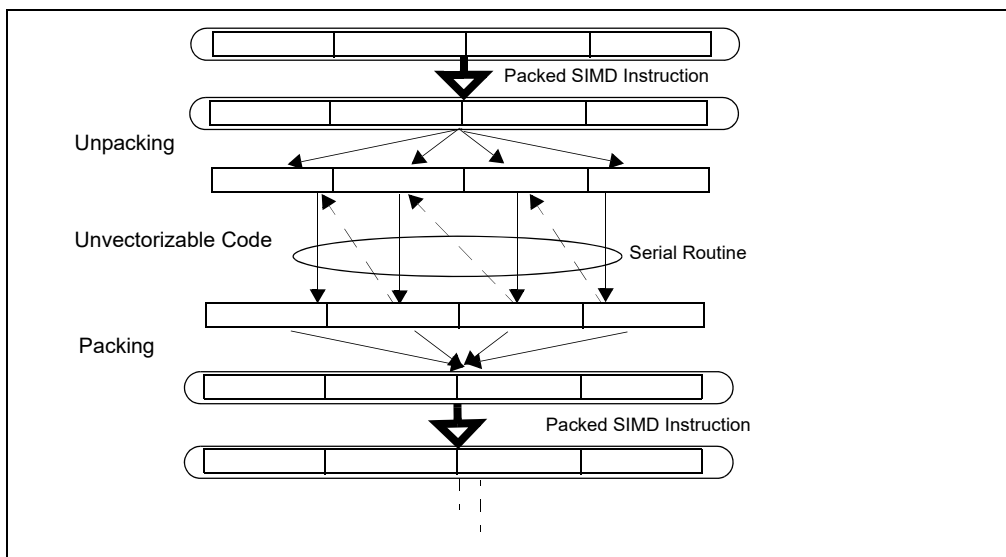 Packed SIMD Instruction
Unpacking
Unvectorizable Code
Serial Routine
Packing
Packed SIMD Instruction